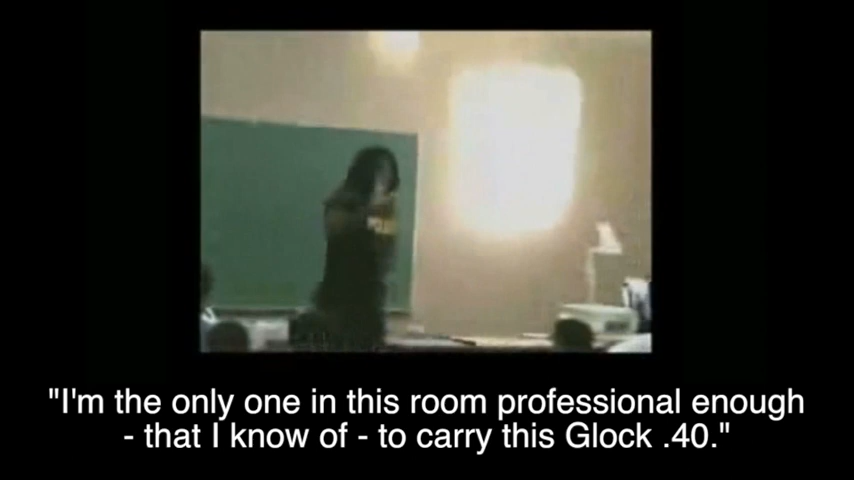 "I'm the only one in this room professional enough
- that I know of - to carry this Glock .40."